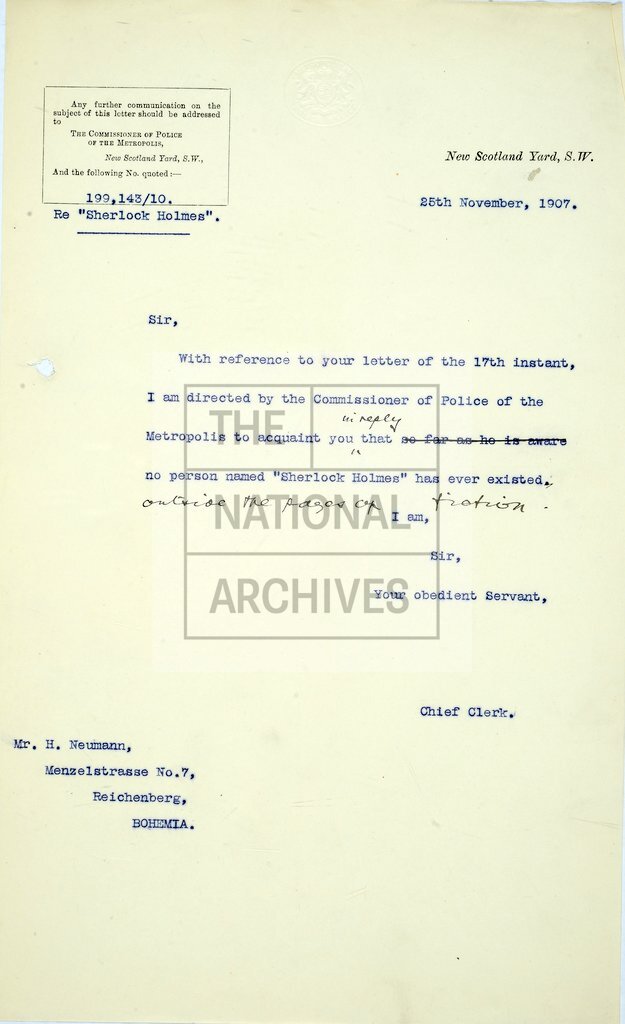 Any further communication on the
subject of this letter should be addressed
to
THE COMMISSIONER OF POLICE
OF THE METROPOLIS,
New Scotland Yard, S.W.,
And the following No. quoted :—
199,143/10.
Re "Sherlock Holmes".
New Scotland Yard, S.W.
25th November, 1907.
Sir,
With reference to your letter of the 17th instant,
I am directed by the Commissioner of Police of the
in reply
Metropolis to acquaint you that so far as he is aware
no person named "Sherlock Holmes" has ever existed.
outside the pages of fiction.
I am,
Sir,
Your obedient Servant,
Chief Clerk.
Mr. H. Neumann,
Menzelstrasse No.7,
Reichenberg,
BOHEMIA.
THE
NATIONAL
ARCHIVES